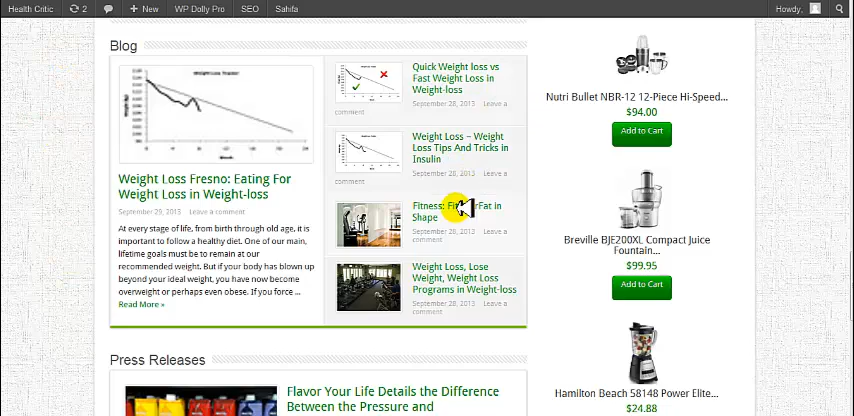 Health Critic 2 New WP Dolly Pro SEO Sahifa Howdy,
Blog
Weight Loss Fresno: Eating For
Weight Loss in Weight-loss
September 29, 2013 Leave a comment
At every stage of life, from birth through old age, it is
important to follow a healthy diet. One of our main,
lifetime goals must be to remain at our
recommended weight. But if your body has blown up
beyond your ideal weight, you have now become
overweight or perhaps even obese. If you force ...
Read More »
Quick Weight loss vs
Fast Weight Loss in
Weight-loss
September 28, 2013 Leave a
comment
Weight Loss – Weight
Loss Tips And Tricks in
Insulin
September 28, 2013 Leave a
comment
Fitness: Fat in
Shape
September 28, 2013 Leave a
comment
Weight Loss, Lose
Weight, Weight Loss
Programs in Weight-loss
September 28, 2013 Leave a
comment
Press Releases
Flavor Your Life Details the Difference
Between the Pressure and
Nutri Bullet NBR-12 12-Piece Hi-Speed...
$94.00
Add to Cart
Breville BJE200XL Compact Juice
Fountain...
$99.95
Add to Cart
Hamilton Beach 58148 Power Elite...
$24.88